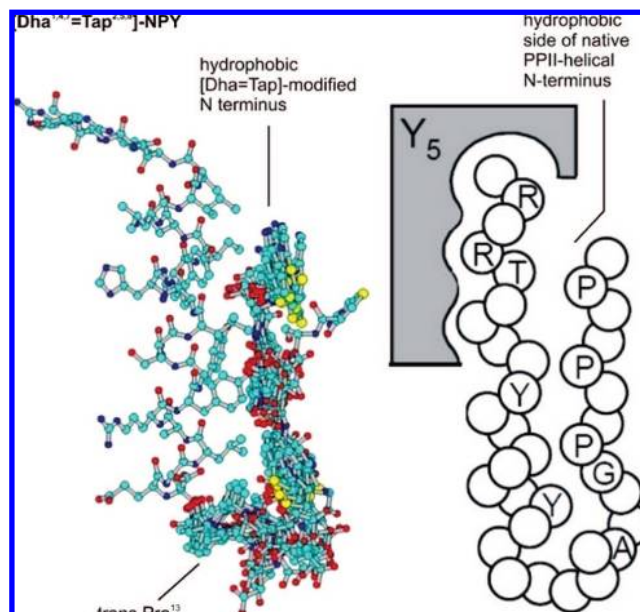 [Dha¹,⁴,⁷=Tap²,⁵,⁸]-NPY
hydrophobic
[Dha=Tap]-modified
N terminus
hydrophobic
side of native
PPII-helical
N-terminus
Y₅
R
R
T
P
P
Y
P
G
Y
A
trans Pro¹³